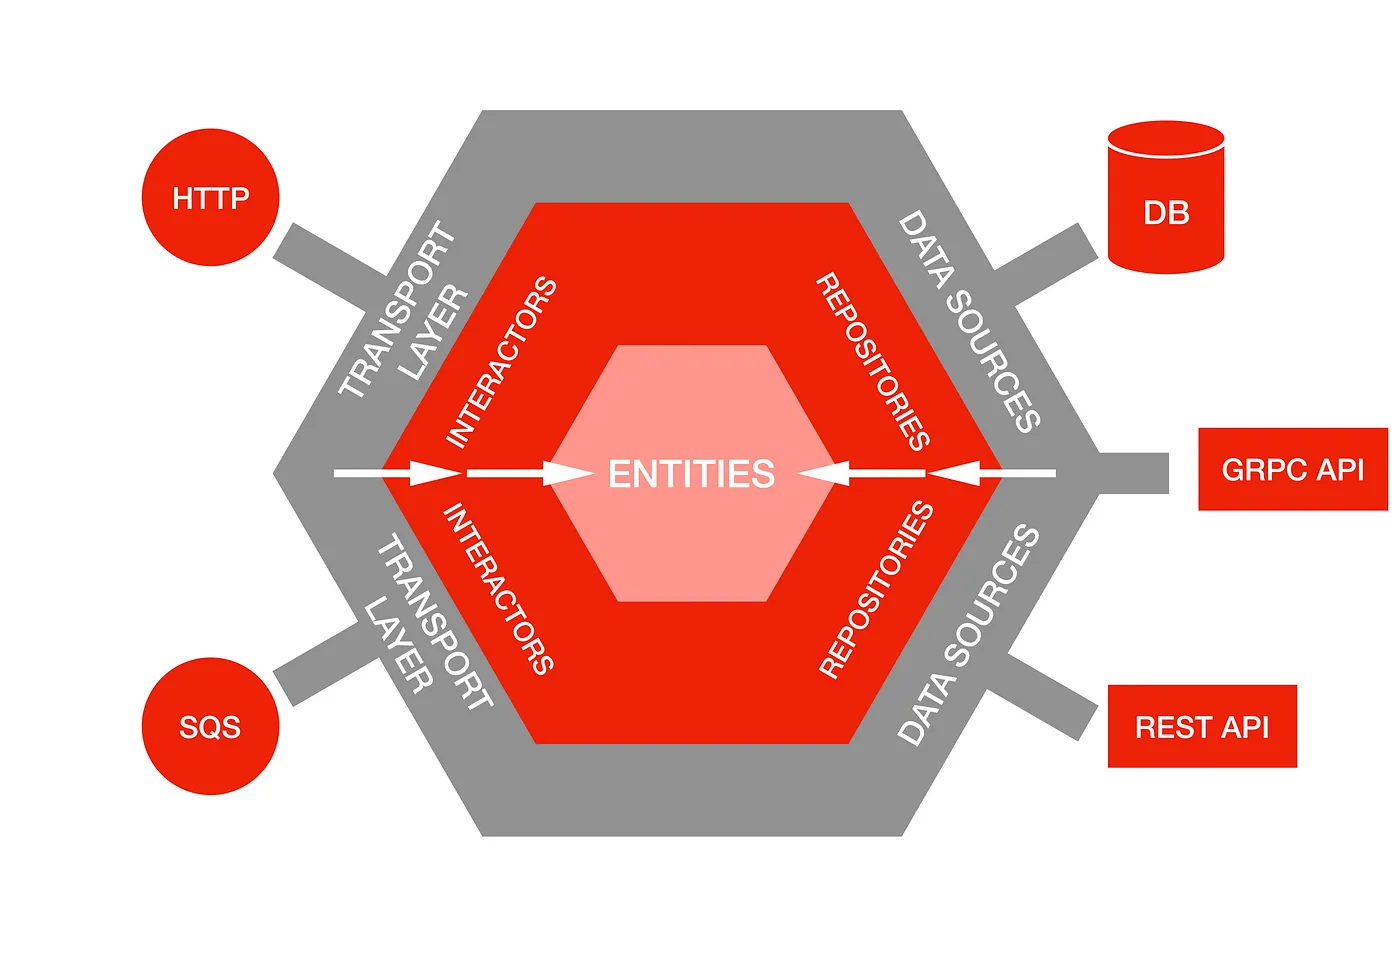 HTTP
TRANSPORT
LAYER
INTERACTORS
REPOSITORIES
DATA SOURCES
DB
ENTITIES
GRPC API
INTERACTORS
TRANSPORT
LAYER
REPOSITORIES
DATA SOURCES
SQS
REST API